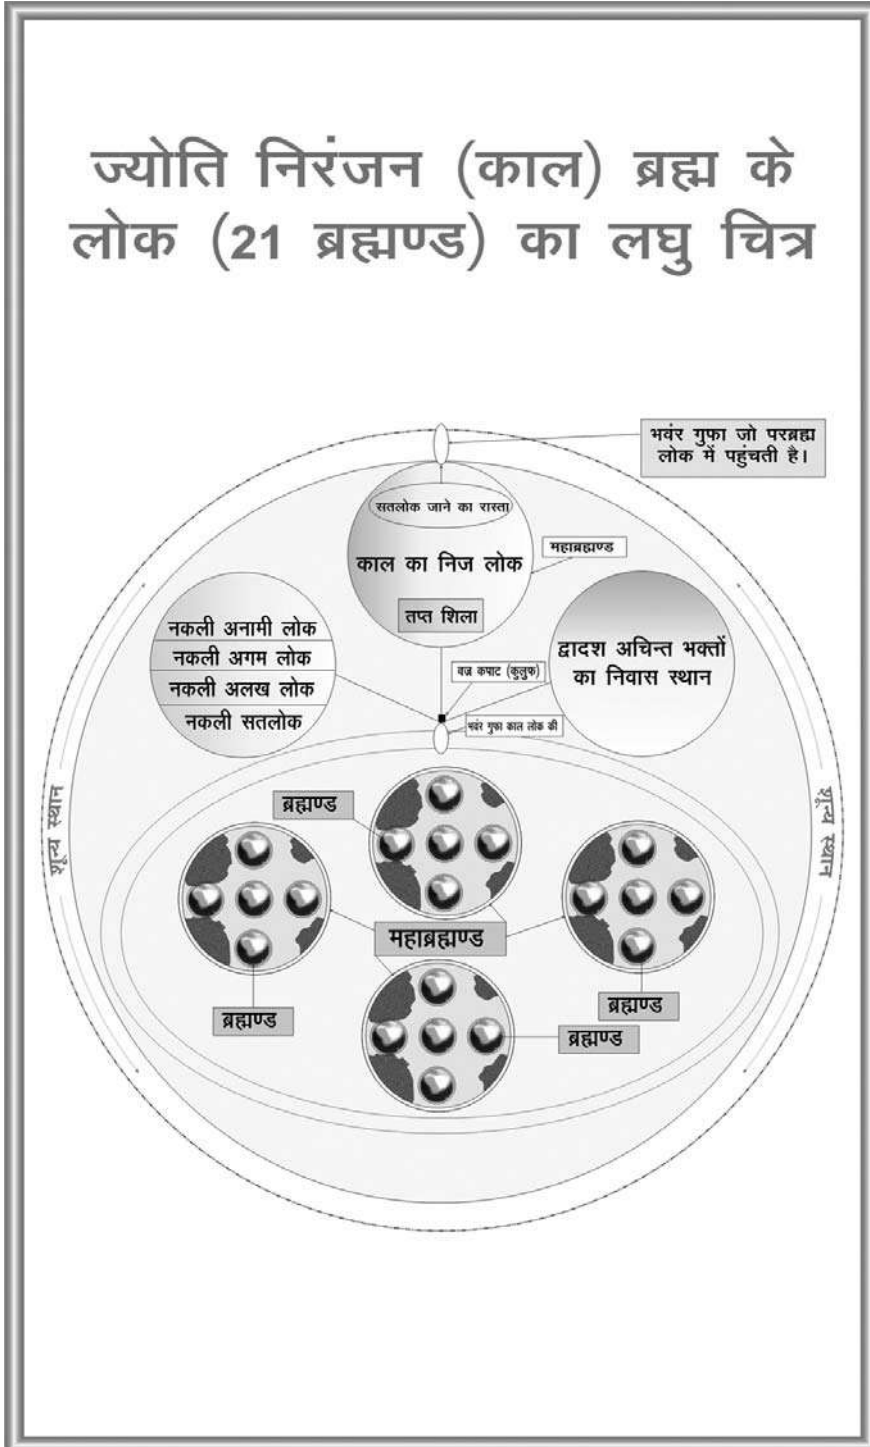 ज्योति निरंजन (काल) ब्रह्म के
लोक (21 ब्रह्मण्ड) का लघु चित्र
भवंर गुफा जो परब्रह्म
लोक में पहुंचती है।
सतलोक जाने का रास्ता
काल का निज लोक
महाब्रह्मण्ड
तप्त शिला
नकली अनामी लोक
नकली अगम लोक
नकली अलख लोक
नकली सतलोक
द्वादश अचिन्त भक्तों
का निवास स्थान
वज्र कपाट (कुलुफ)
भवंर गुफा काल लोक की
शून्य स्थान
शून्य स्थान
ब्रह्मण्ड
महाब्रह्मण्ड
ब्रह्मण्ड
ब्रह्मण्ड
ब्रह्मण्ड